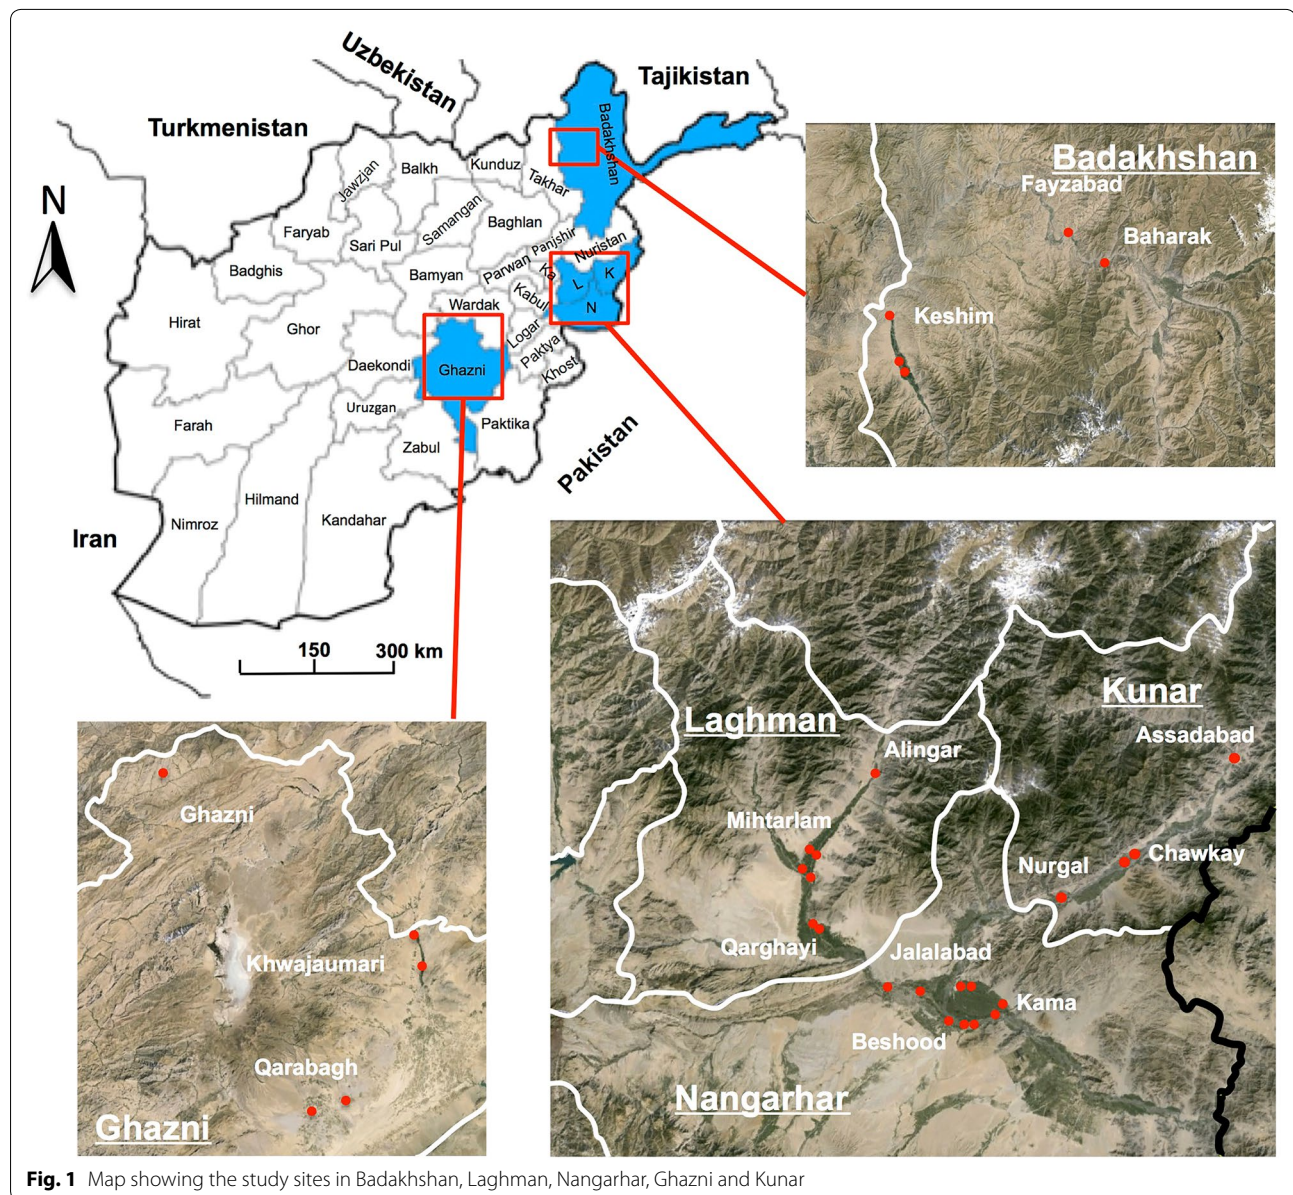 Uzbekistan
Tajikistan
Turkmenistan
N
Badakhshan
Jawzjan
Balkh
Kunduz
Takhar
Samangan
Baghlan
Faryab
Sari Pul
Panjshir
Nuristan
Badghis
Bamyan
Parwan
Ka
K
L
Kabul
N
Wardak
Hirat
Ghor
Logar
Paktya
Daekondi
Ghazni
Khost
Uruzgan
Farah
Paktika
Zabul
Pakistan
Hilmand
Nimroz
Kandahar
Iran
150 300 km
Badakhshan
Fayzabad
Baharak
Keshim
Kunar
Laghman
Assadabad
Alingar
Mihtarlam
Chawkay
Nurgal
Qarghayi
Jalalabad
Kama
Beshood
Nangarhar
Ghazni
Khwajaumari
Qarabagh
Ghazni
Fig. 1 Map showing the study sites in Badakhshan, Laghman, Nangarhar, Ghazni and Kunar